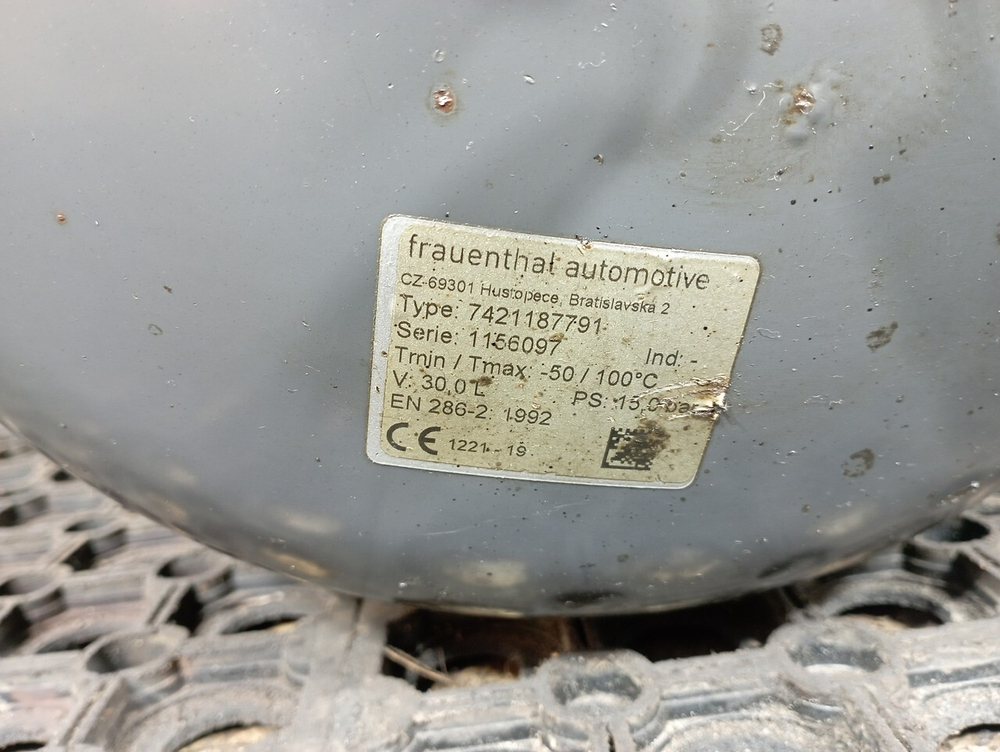 frauenthal automotive
CZ-69301 Hustopece, Bratislavská 2
Type: 7421187791
Serie: 1156097 Ind: -
Tmin / Tmax: -50 / 100°C
V: 30,0 L PS: 15,0 bar
EN 286-2: 1992
CE 1221 - 19